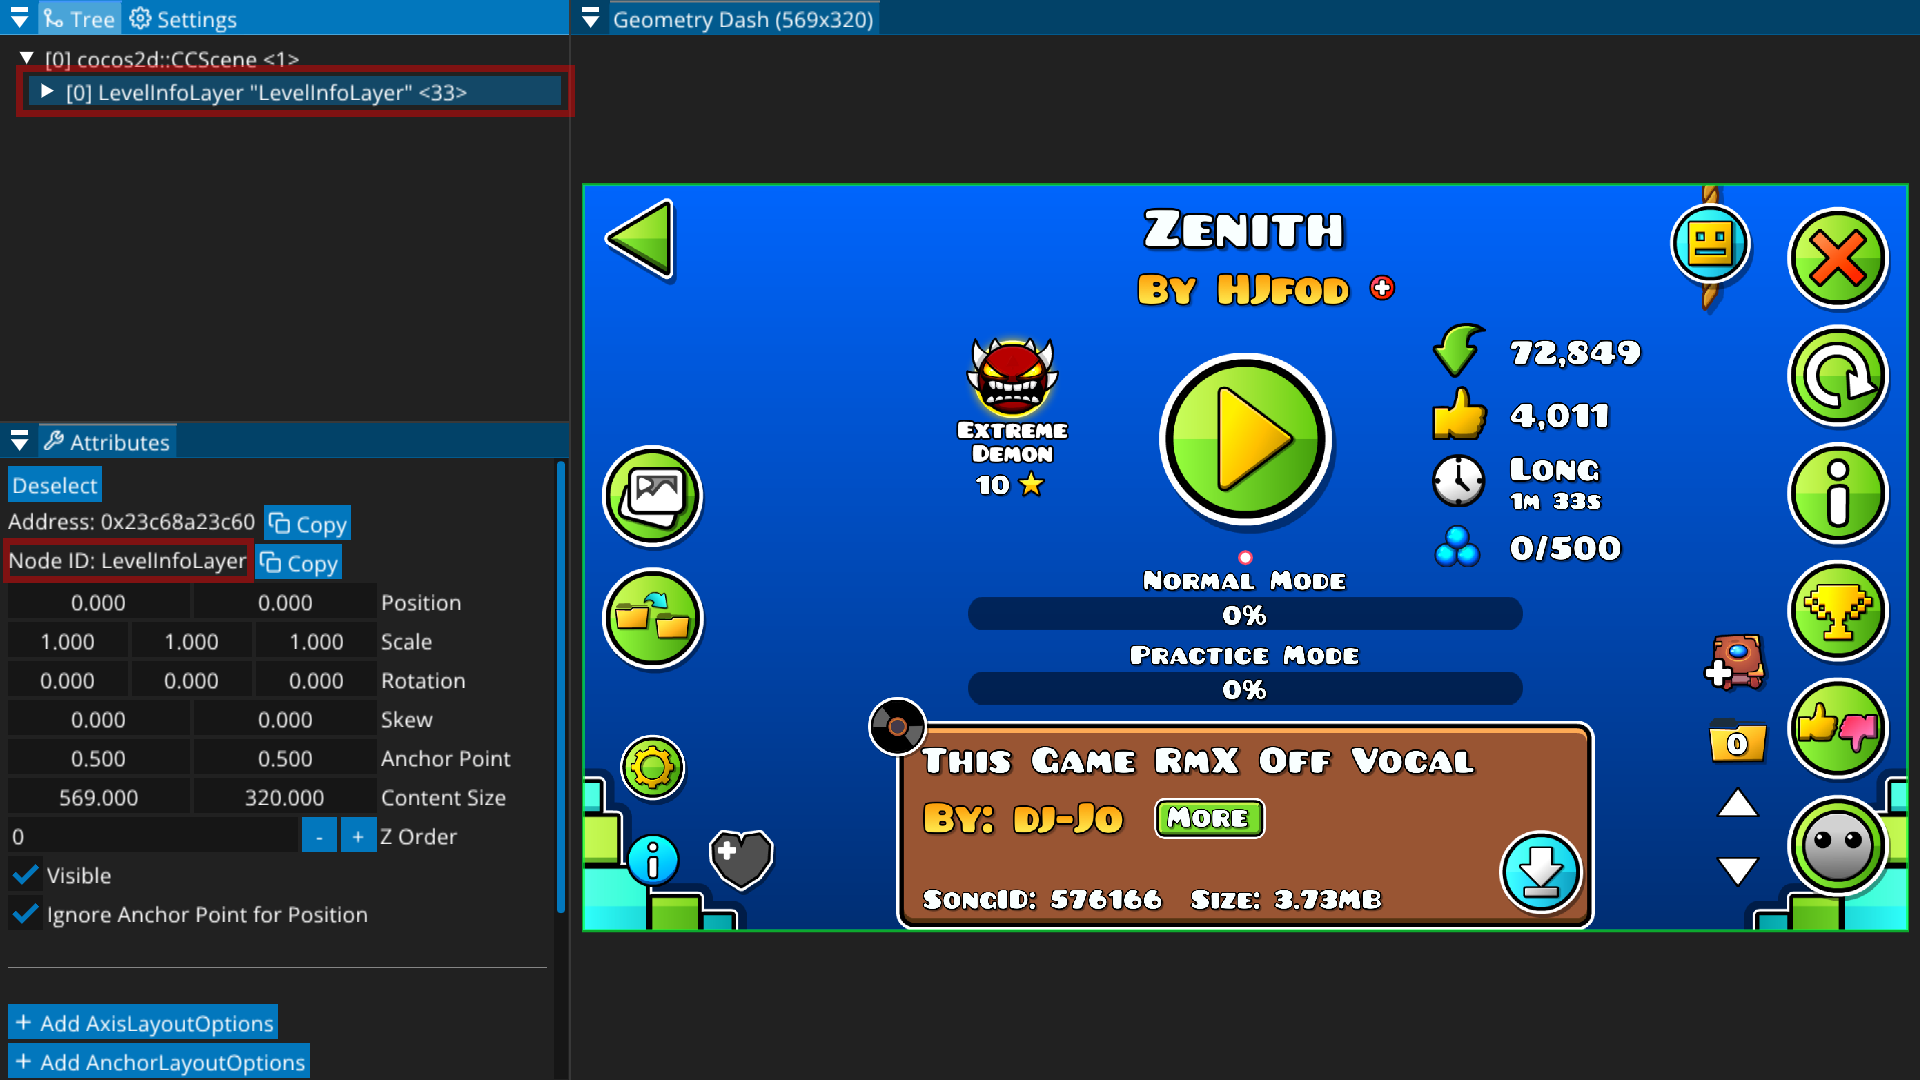 Tree Settings
[0] cocos2d::CCScene <1>
[0] LevelInfoLayer "LevelInfoLayer" <33>
Attributes
Deselect
Address: 0x23c68a23c60 Copy
Node ID: LevelInfoLayer Copy
0.000 0.000 Position
1.000 1.000 1.000 Scale
0.000 0.000 0.000 Rotation
0.000 0.000 Skew
0.500 0.500 Anchor Point
569.000 320.000 Content Size
0 - + Z Order
Visible
Ignore Anchor Point for Position
+ Add AxisLayoutOptions
+ Add AnchorLayoutOptions
Geometry Dash (569x320)
Zenith
By HJfod
Extreme
Demon
10
72,849
4,011
Long
1m 33s
0/500
Normal Mode
0%
Practice Mode
0%
This Game RmX Off Vocal
By: dj-Jo More
SongID: 576166 Size: 3.73MB
0